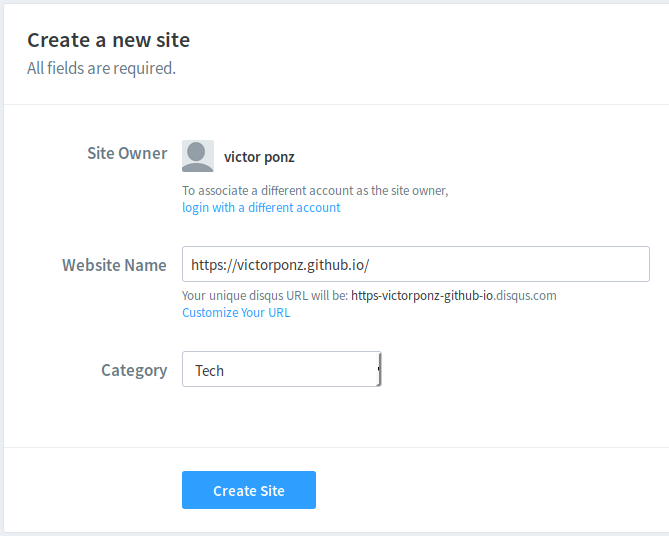 Create a new site
All fields are required.
Site Owner
victor ponz
To associate a different account as the site owner,
login with a different account
Website Name
https://victorponz.github.io/
Your unique disqus URL will be: https-victorponz-github-io.disqus.com
Customize Your URL
Category
Tech
Create Site